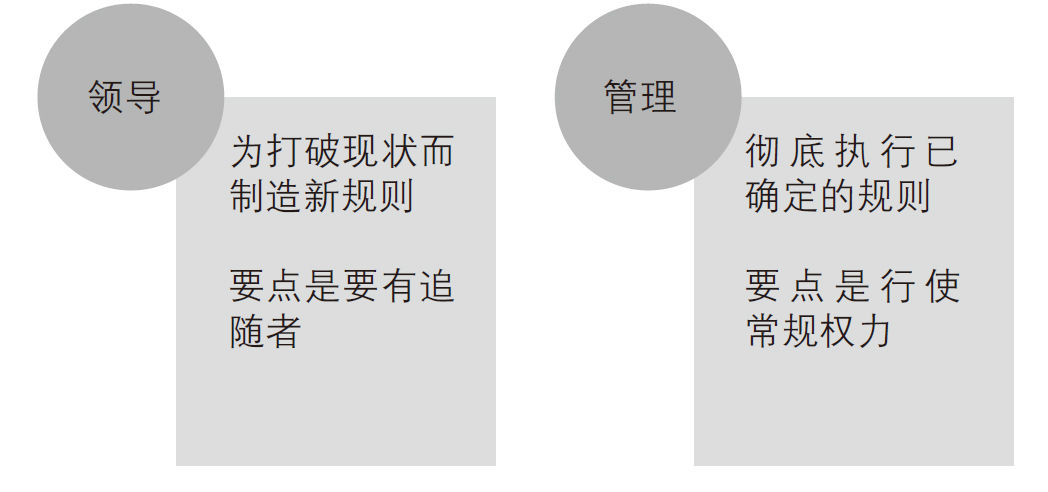 领导
为打破现状而
制造新规则
要点是要有追
随者
管理
彻底执行已
确定的规则
要点是行使
常规权力